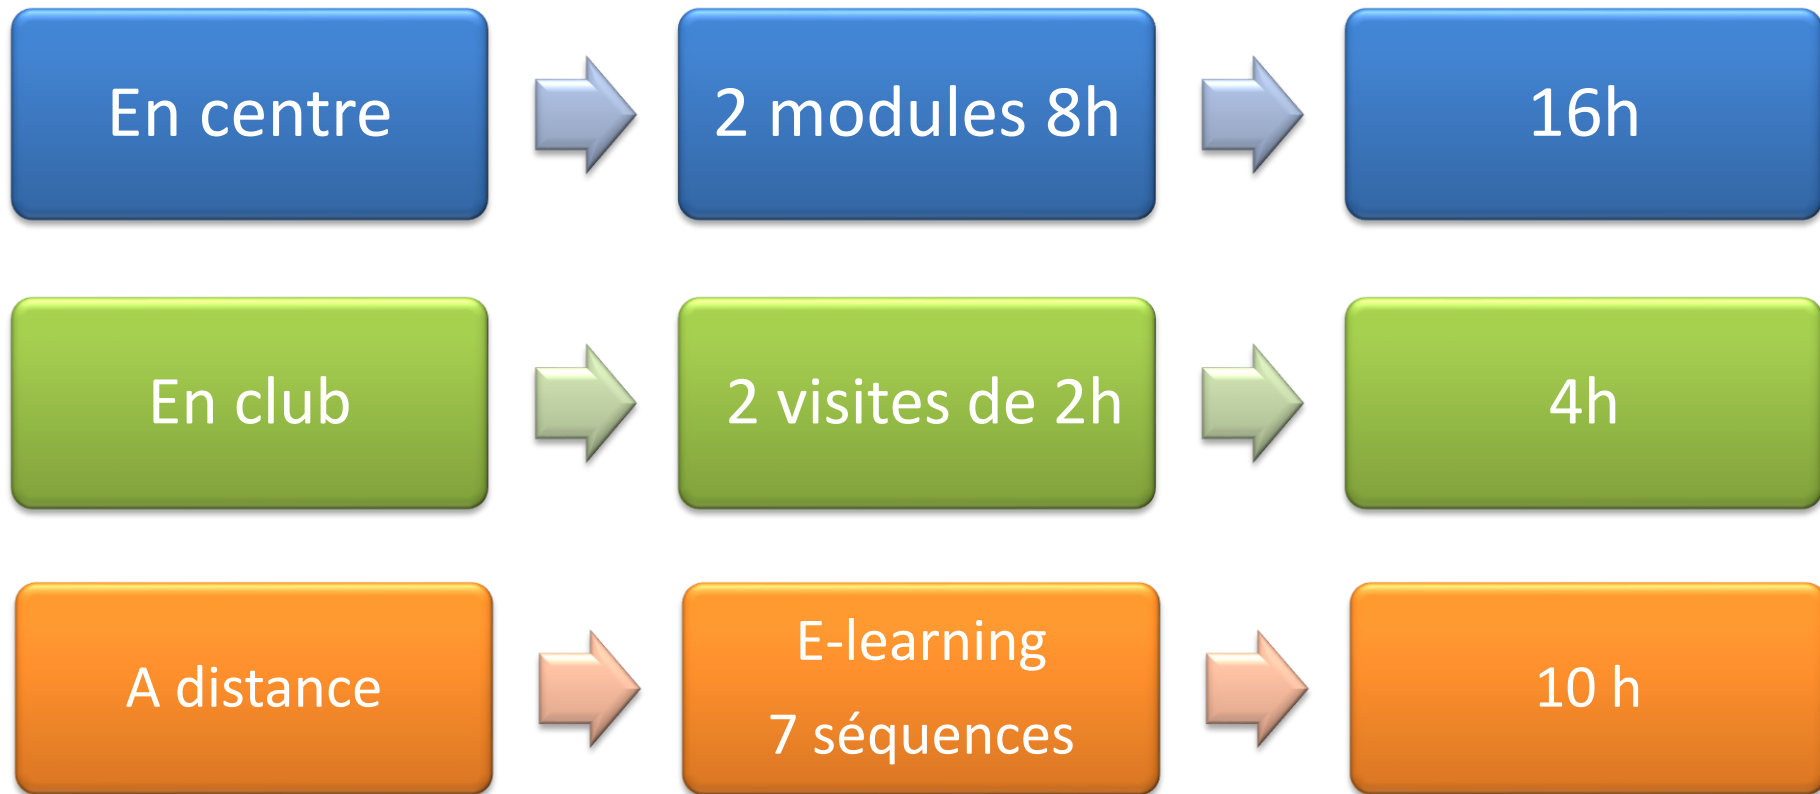 En centre
2 modules 8h
16h
En club
2 visites de 2h
4h
A distance
E-learning
7 séquences
10 h